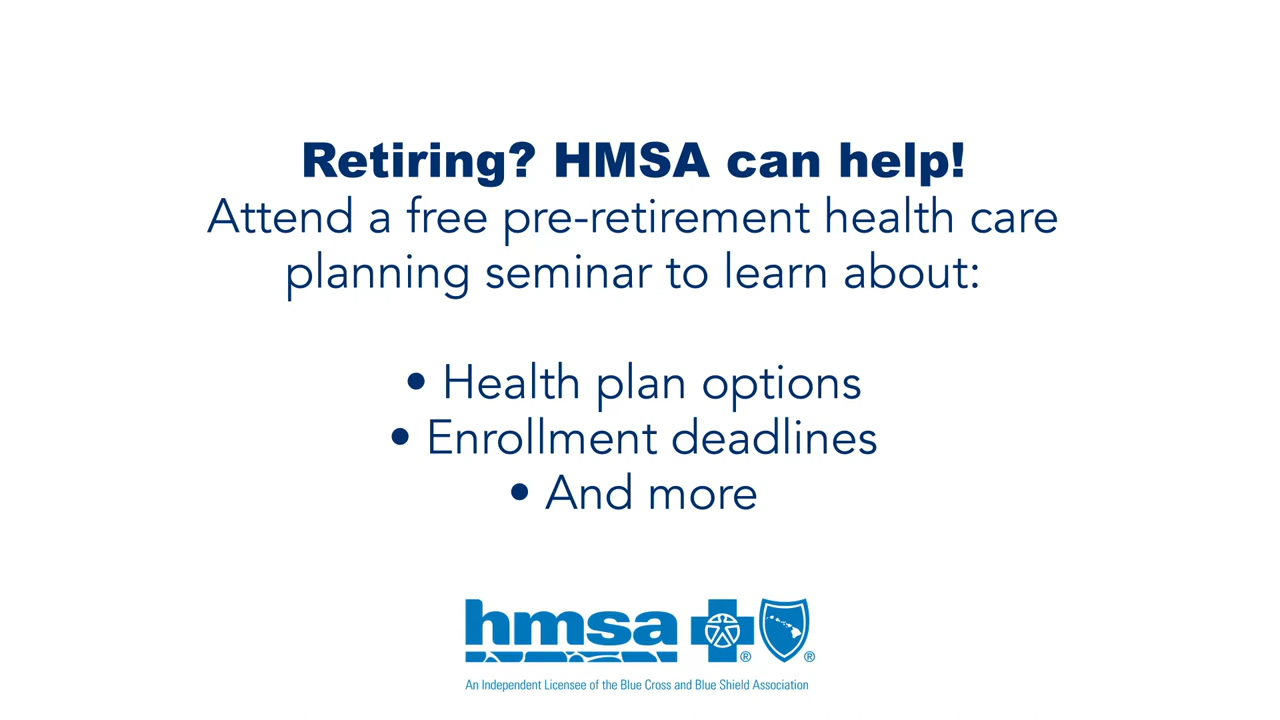 Retiring? HMSA can help!
Attend a free pre-retirement health care
planning seminar to learn about:
• Health plan options
• Enrollment deadlines
• And more
hmsa ® ®
An Independent Licensee of the Blue Cross and Blue Shield Association